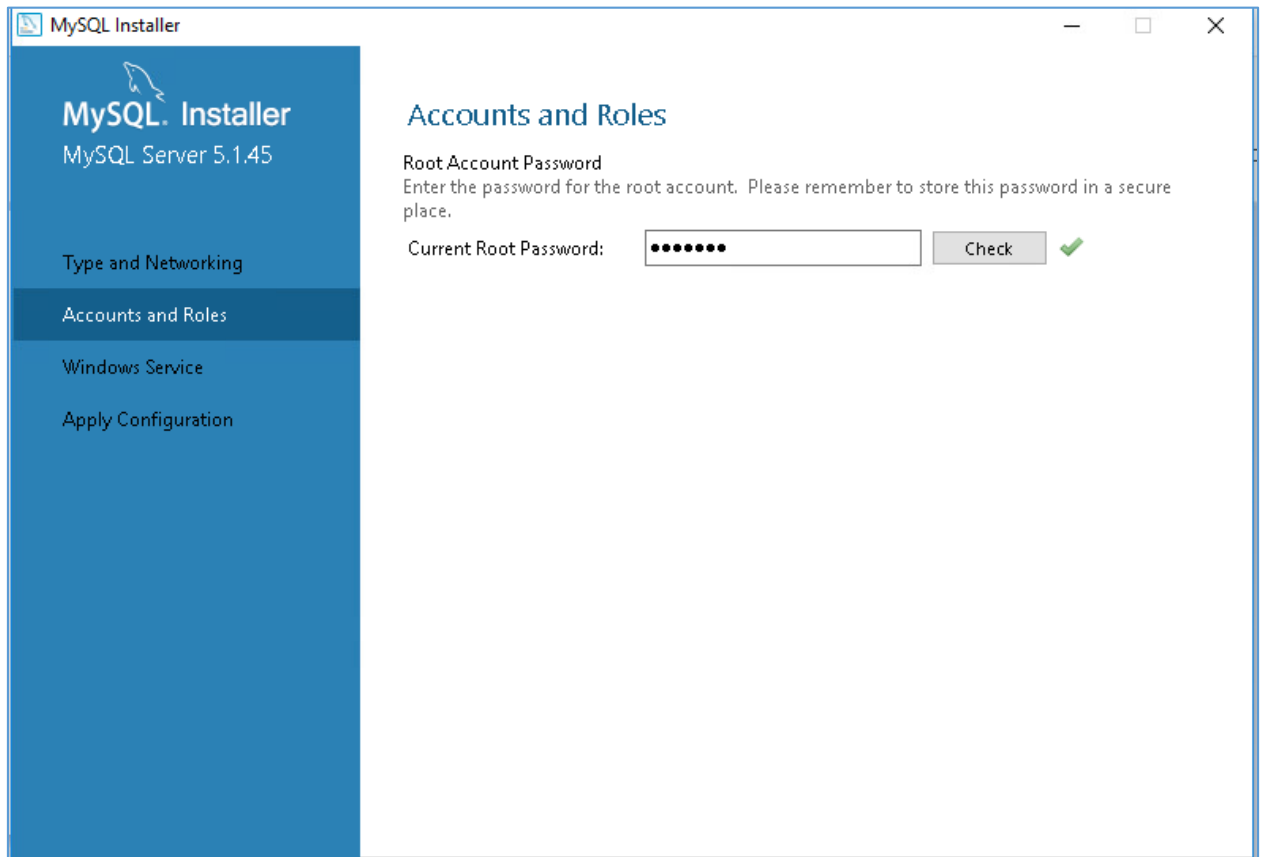 MySQL Installer
MySQL. Installer
MySQL Server 5.1.45
Type and Networking
Accounts and Roles
Windows Service
Apply Configuration
Accounts and Roles
Root Account Password
Enter the password for the root account. Please remember to store this password in a secure
place.
Current Root Password: ●●●●●●● Check